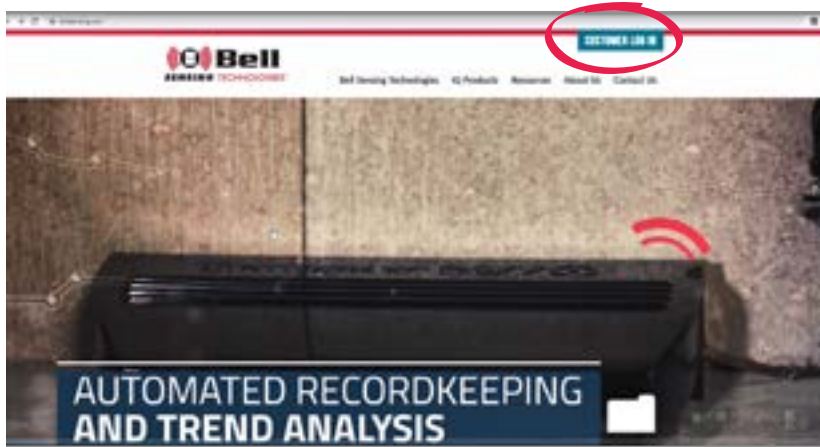 CUSTOMER LOG IN
Bell
SENSING TECHNOLOGIES
Bell Sensing Technologies IQ Products Resources About Us Contact Us
AUTOMATED RECORDKEEPING
AND TREND ANALYSIS